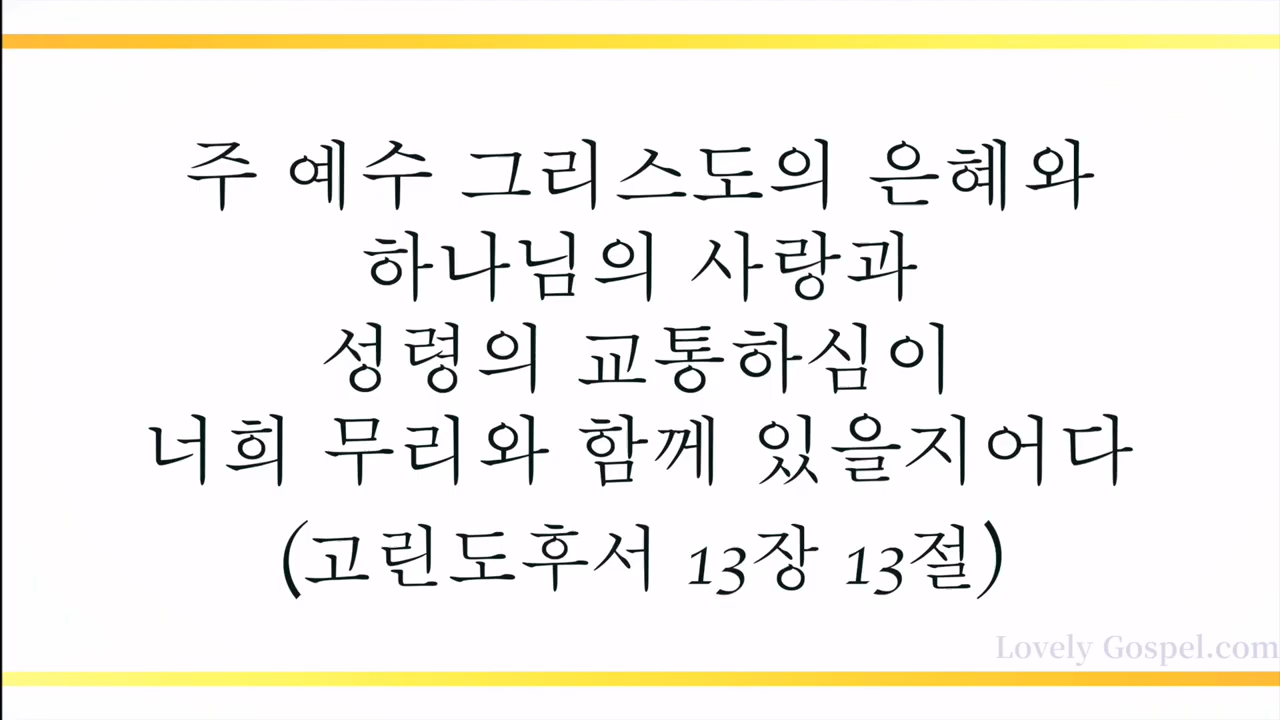 주 예수 그리스도의 은혜와
하나님의 사랑과
성령의 교통하심이
너희 무리와 함께 있을지어다
(고린도후서 13장 13절)
Lovely Gospel.com